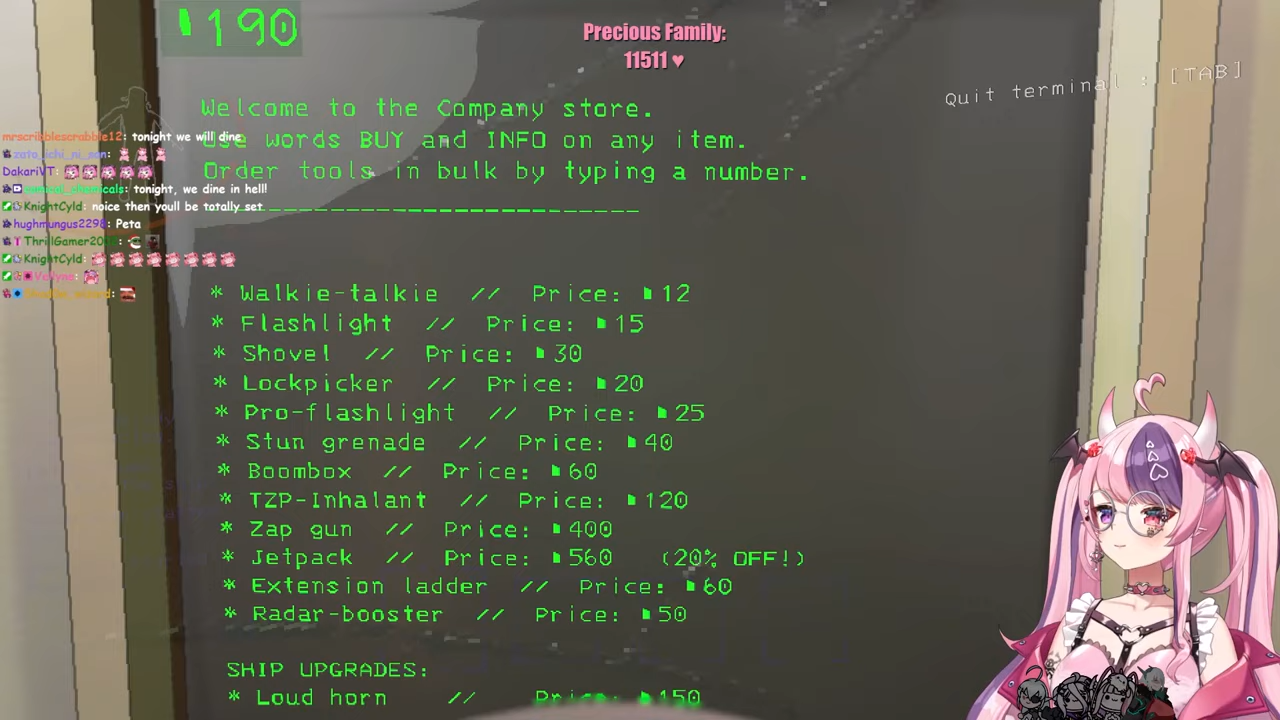 190
Precious Family:
11511 ♥
Quit terminal : [TAB]
Welcome to the Company store.
Use words BUY and INFO on any item.
Order tools in bulk by typing a number.
mrscribblescrabble12: tonight we will dine
zato_ichi_ni_san:
DakariVT:
chemicals: tonight, we dine in hell!
KnightCyld: noice then youll be totally set
hughmungus2298: Peta
KnightCyld:
* Walkie-talkie // Price: 12
* Flashlight // Price: 15
* Shovel // Price: 30
* Lockpicker // Price: 20
* Pro-flashlight // Price: 25
* Stun grenade // Price: 40
* Boombox // Price: 60
* TZP-Inhalant // Price: 120
* Zap gun // Price: 400
* Jetpack // Price: 560 (20% OFF!)
* Extension ladder // Price: 60
* Radar-booster // Price: 50
SHIP UPGRADES:
* Loud horn // Price: 150